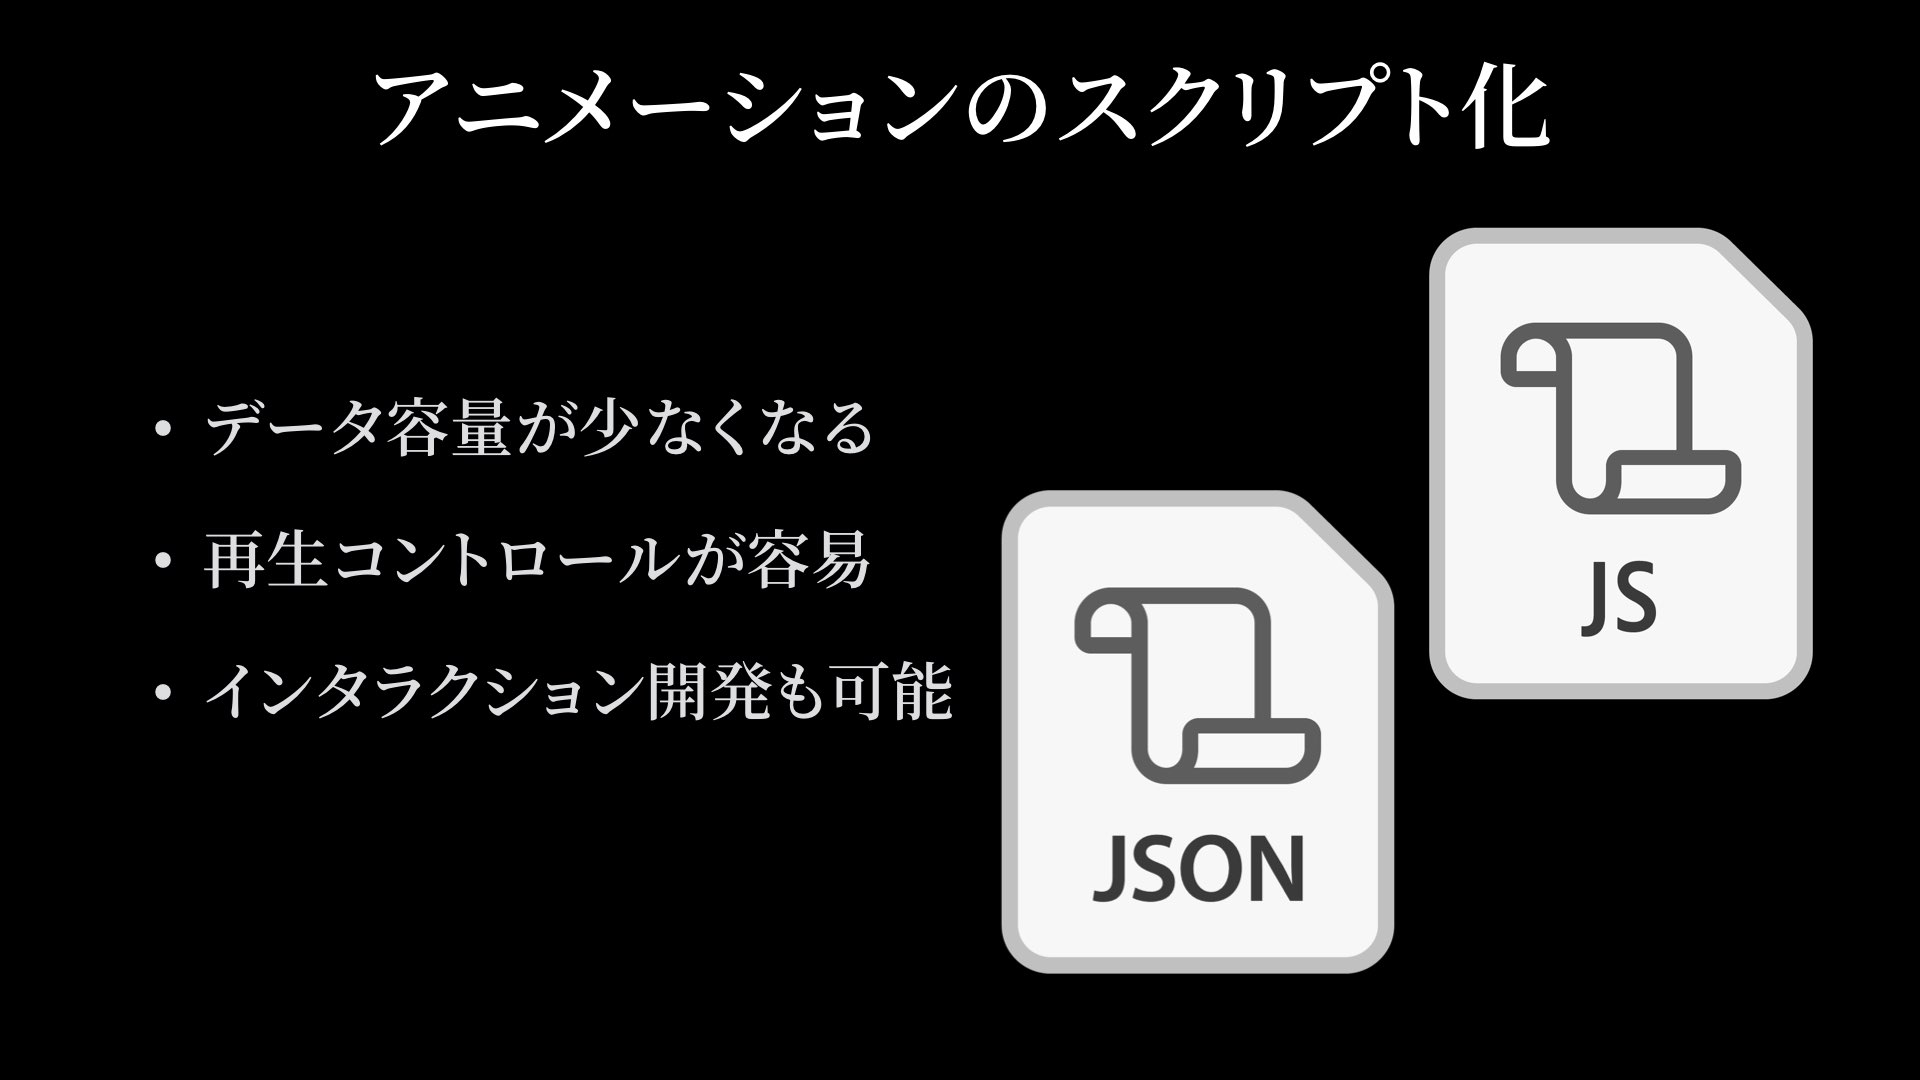 アニメーションのスクリプト化
• データ容量が少なくなる
• 再生コントロールが容易
• インタラクション開発も可能
JS
JSON